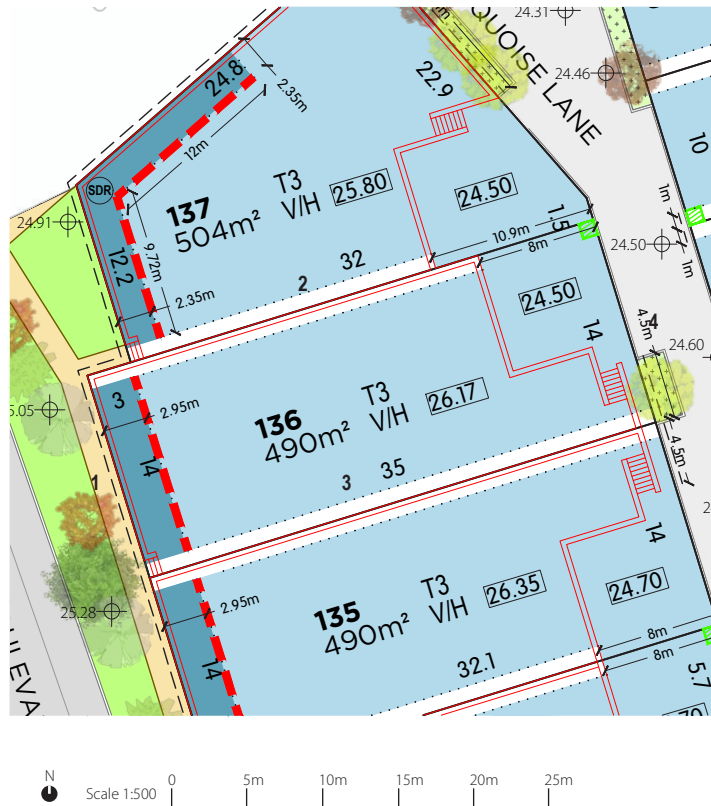 24.31
QUOISE LANE
24.46
22.9
24.8
2.35m
12m
10
SDR
137
504m²
T3
V/H
25.80
24.50
1m
1m
24.91
12.2
9.72m
2.35m
1.5
10.9m
8m
24.50
32
2
24.50
14
4
4.5m
24.60
5.05
3
2.95m
136
490m²
T3
V/H
26.17
4.5m
1
14
3
35
14
25.28
2.95m
135
490m²
T3
V/H
26.35
24.70
14
32.1
8m
8m
5.7
ULEVA
N
Scale 1:500
0
5m
10m
15m
20m
25m